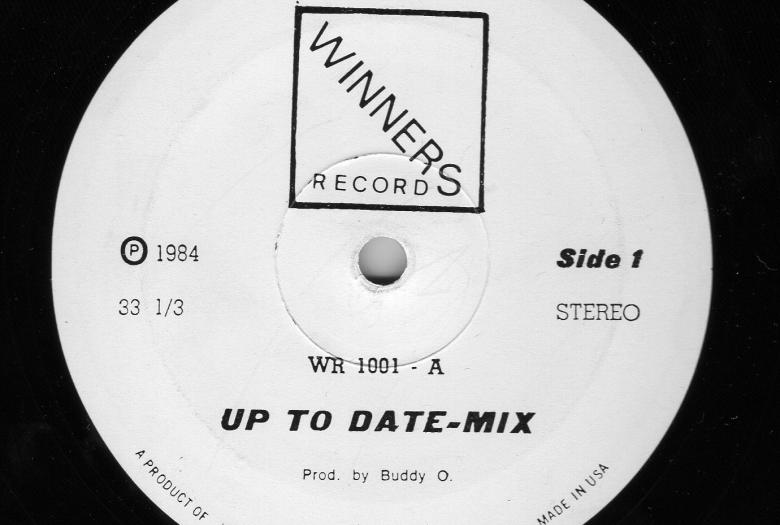 WINNERS
RECORDS
℗ 1984
Side 1
33 1/3
STEREO
WR 1001 - A
UP TO DATE-MIX
Prod. by Buddy O.
A PRODUCT OF
MADE IN USA